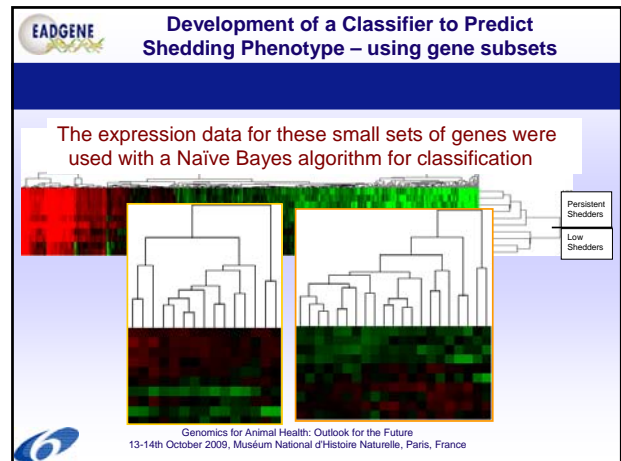 EADGENE
Development of a Classifier to Predict
Shedding Phenotype – using gene subsets
The expression data for these small sets of genes were
used with a Naïve Bayes algorithm for classification
Persistent
Shedders
Low
Shedders
Genomics for Animal Health: Outlook for the Future
13-14th October 2009, Muséum National d'Histoire Naturelle, Paris, France
6